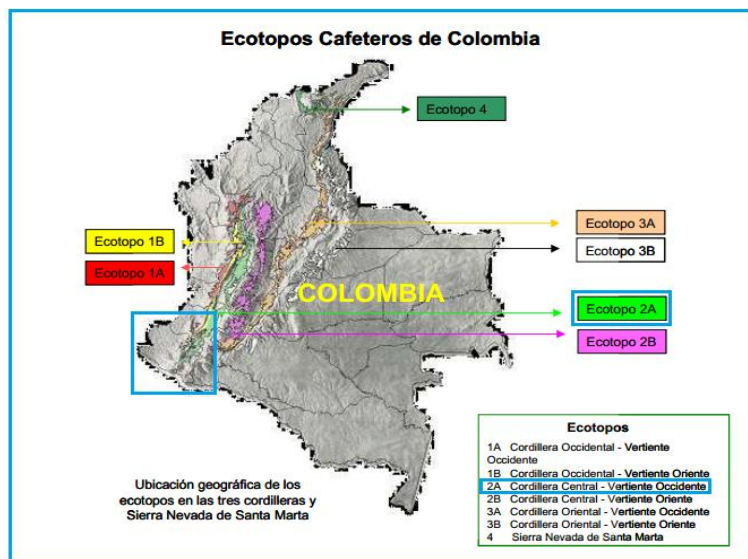 Ecotopos Cafeteros de Colombia
Ecotopo 4
Ecotopo 3A
Ecotopo 1B
Ecotopo 3B
Ecotopo 1A
COLOMBIA
Ecotopo 2A
Ecotopo 2B
Ecotopos
1A Cordillera Occidental - Vertiente
Occidente
1B Cordillera Occidental - Vertiente Oriente
2A Cordillera Central - Vertiente Occidente
2B Cordillera Central - Vertiente Oriente
3A Cordillera Oriental - Vertiente Occidente
3B Cordillera Oriental - Vertiente Oriente
4 Sierra Nevada de Santa Marta
Ubicación geográfica de los
ecotopos en las tres cordilleras y
Sierra Nevada de Santa Marta